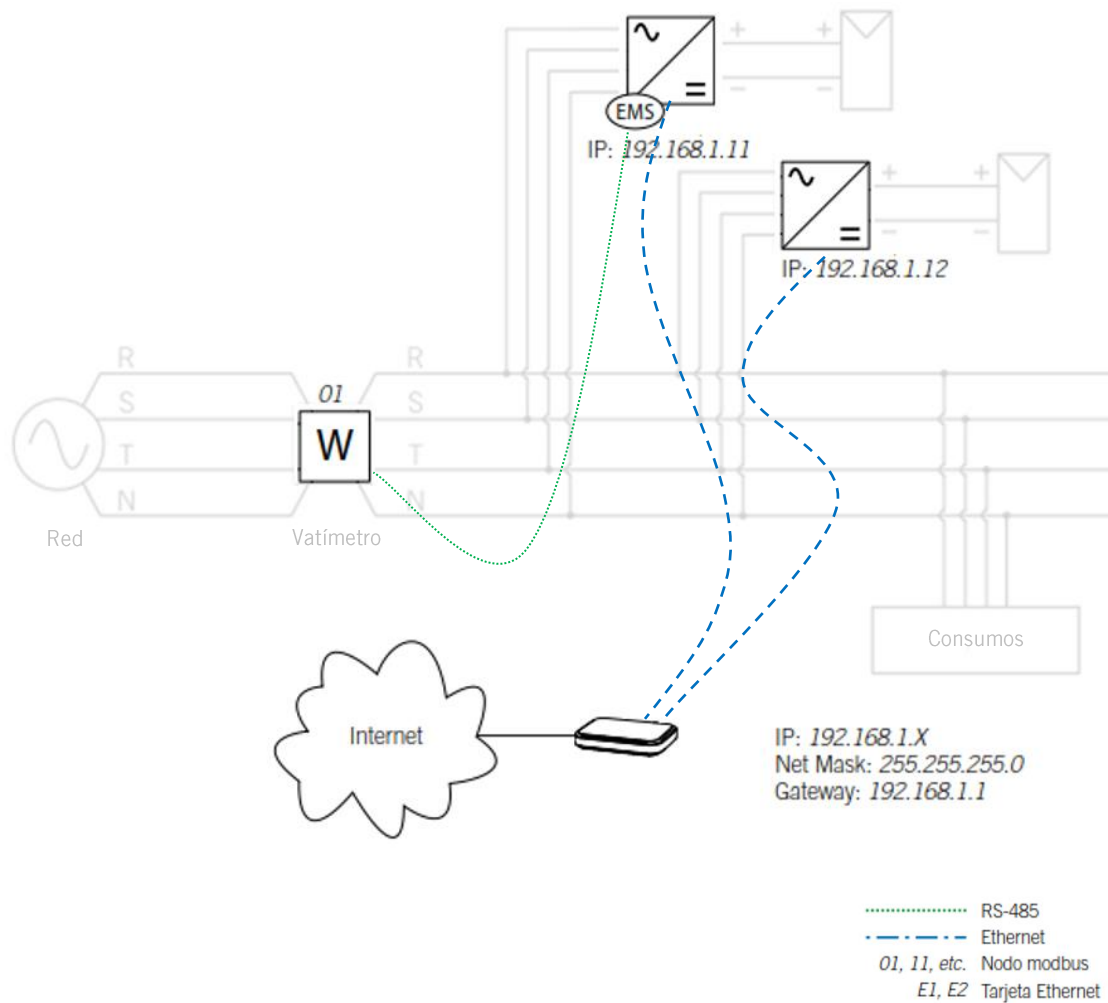 + +
- -
EMS
IP: 192.168.1.11
+ +
- -
IP: 192.168.1.12
R R
01
S S
W
T T
N N
Red
Vatímetro
Consumos
Internet
IP: 192.168.1.X
Net Mask: 255.255.255.0
Gateway: 192.168.1.1
RS-485
Ethernet
01, 11, etc. Nodo modbus
E1, E2 Tarjeta Ethernet